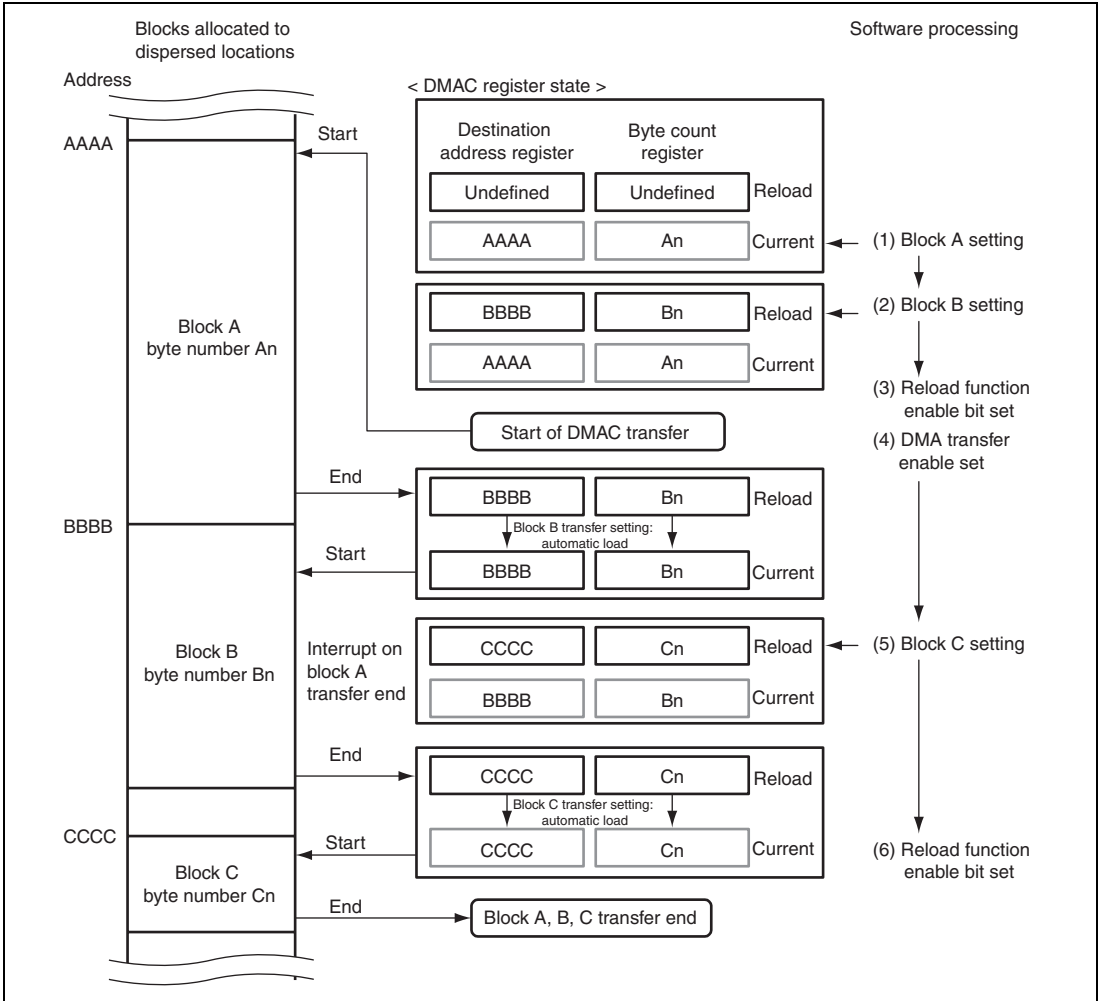 Blocks allocated to
dispersed locations
Software processing
Address
< DMAC register state >
AAAA
Start
Destination
address register
Byte count
register
Undefined
Undefined
Reload
AAAA
An
Current
(1) Block A setting
BBBB
Bn
Reload
(2) Block B setting
Block A
byte number An
AAAA
An
Current
(3) Reload function
enable bit set
Start of DMAC transfer
(4) DMA transfer
enable set
End
BBBB
Bn
Reload
BBBB
Block B transfer setting:
automatic load
Start
BBBB
Bn
Current
Block B
byte number Bn
Interrupt on
block A
transfer end
CCCC
Cn
Reload
(5) Block C setting
BBBB
Bn
Current
End
CCCC
Cn
Reload
Block C transfer setting:
automatic load
CCCC
Start
CCCC
Cn
Current
(6) Reload function
enable bit set
Block C
byte number Cn
End
Block A, B, C transfer end